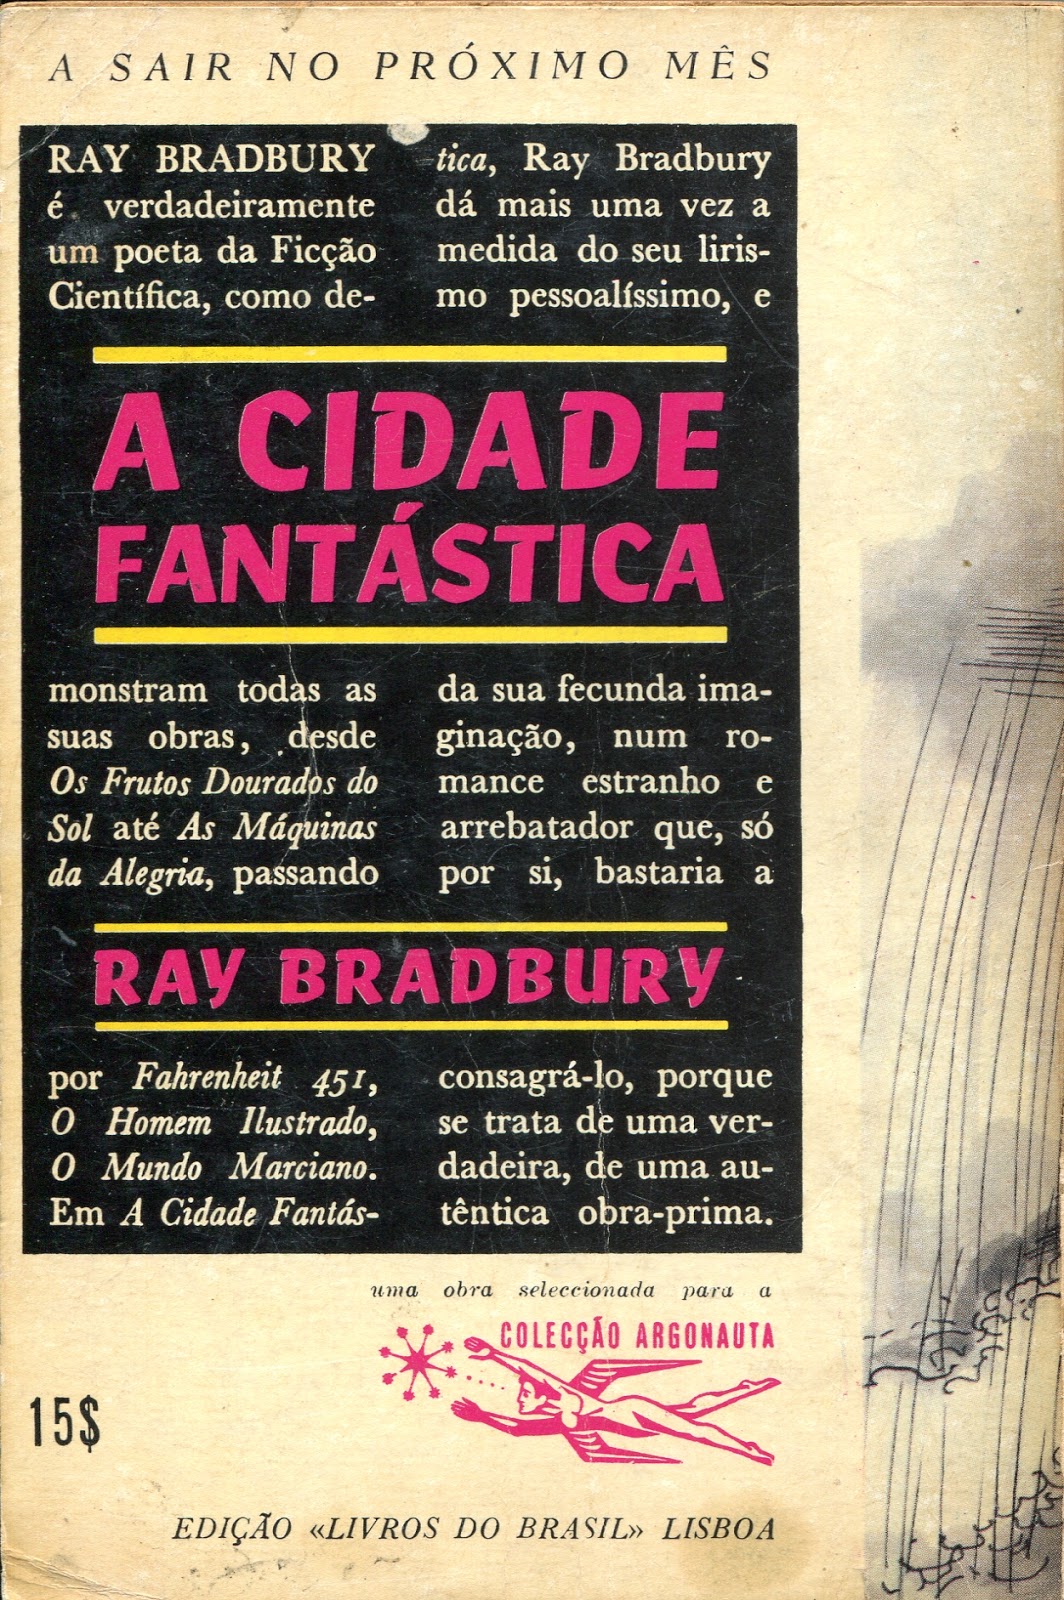 A SAIR NO PRÓXIMO MÊS
A CIDADE
FANTÁSTICA
RAY BRADBURY
RAY BRADBURY
é verdadeiramente
um poeta da Ficção
Científica, como de-
monstram todas as
suas obras, desde
Os Frutos Dourados do
Sol até As Máquinas
da Alegria, passando
por Fahrenheit 451,
O Homem Ilustrado,
O Mundo Marciano.
Em A Cidade Fantás-
tica, Ray Bradbury
dá mais uma vez a
medida do seu liris-
mo pessoalíssimo, e
da sua fecunda ima-
ginação, num ro-
mance estranho e
arrebatador que, só
por si, bastaria a
consagrá-lo, porque
se trata de uma ver-
dadeira, de uma au-
têntica obra-prima.
uma obra seleccionada para a
COLECÇÃO ARGONAUTA
15$
EDIÇÃO «LIVROS DO BRASIL» LISBOA